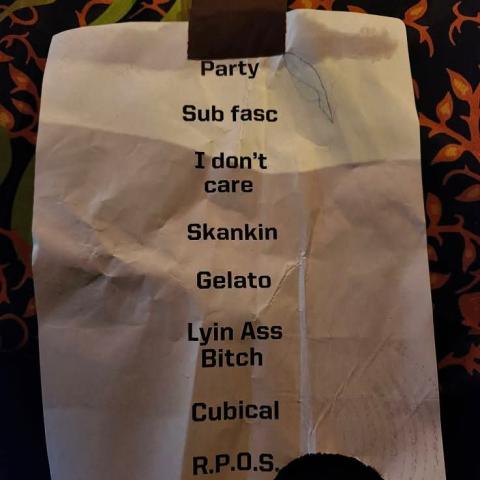 Party
Sub fasc
I don't
care
Skankin
Gelato
Lyin Ass
Bitch
Cubical
R.P.O.S.